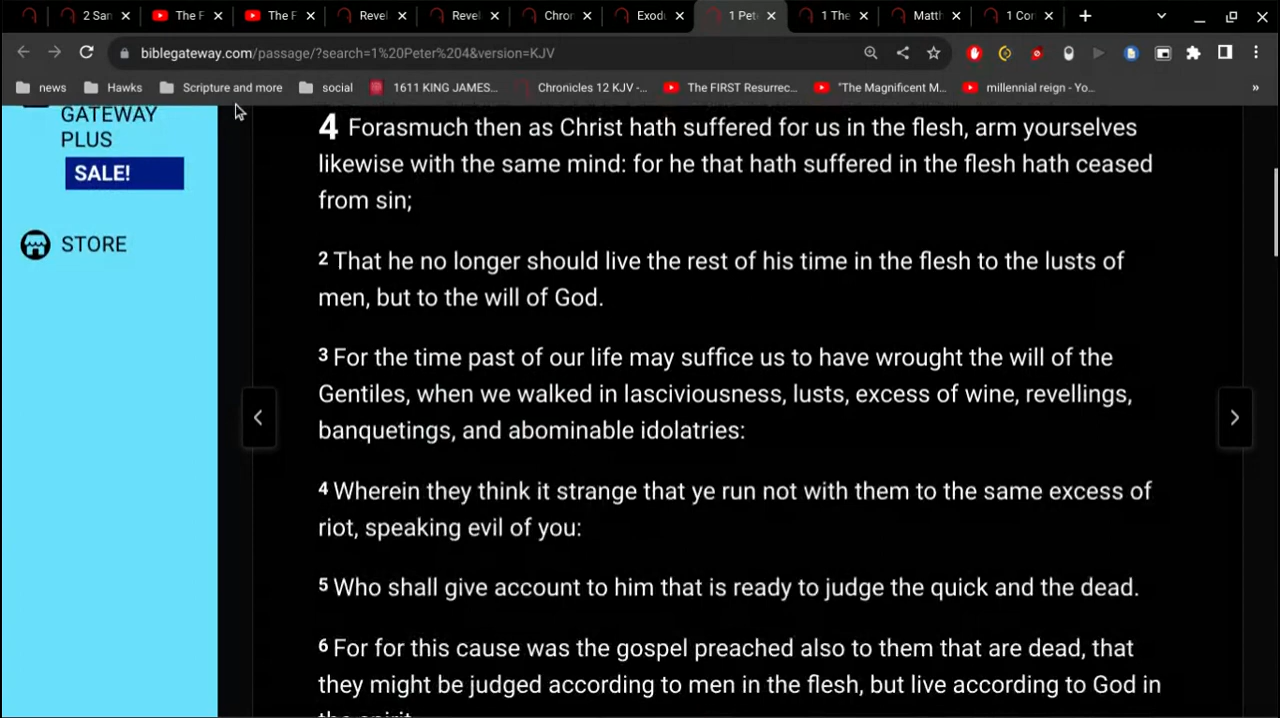 2 San
The F
The F
Revel
Revel
Chror
Exodu
1 Pet
1 The
Matth
1 Cor
biblegateway.com/passage/?search=1%20Peter%204&version=KJV
news
Hawks
Scripture and more
social
1611 KING JAMES...
Chronicles 12 KJV -...
The FIRST Resurrec...
"The Magnificent M...
millennial reign - Yo...
»
GATEWAY
PLUS
SALE!
STORE
4 Forasmuch then as Christ hath suffered for us in the flesh, arm yourselves
likewise with the same mind: for he that hath suffered in the flesh hath ceased
from sin;
2 That he no longer should live the rest of his time in the flesh to the lusts of
men, but to the will of God.
3 For the time past of our life may suffice us to have wrought the will of the
Gentiles, when we walked in lasciviousness, lusts, excess of wine, revellings,
banquetings, and abominable idolatries:
4 Wherein they think it strange that ye run not with them to the same excess of
riot, speaking evil of you:
5 Who shall give account to him that is ready to judge the quick and the dead.
6 For for this cause was the gospel preached also to them that are dead, that
they might be judged according to men in the flesh, but live according to God in
the spirit.